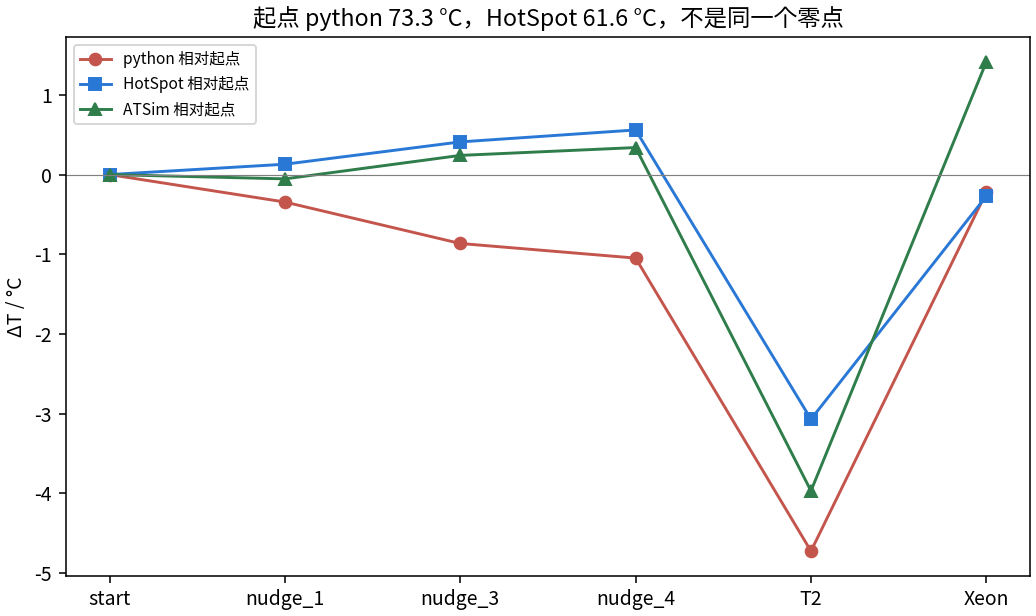 起点 python 73.3 °C，HotSpot 61.6 °C，不是同一个零点
python 相对起点
HotSpot 相对起点
ATSim 相对起点
ΔT / °C
1
0
-1
-2
-3
-4
-5
start nudge_1 nudge_3 nudge_4 T2 Xeon